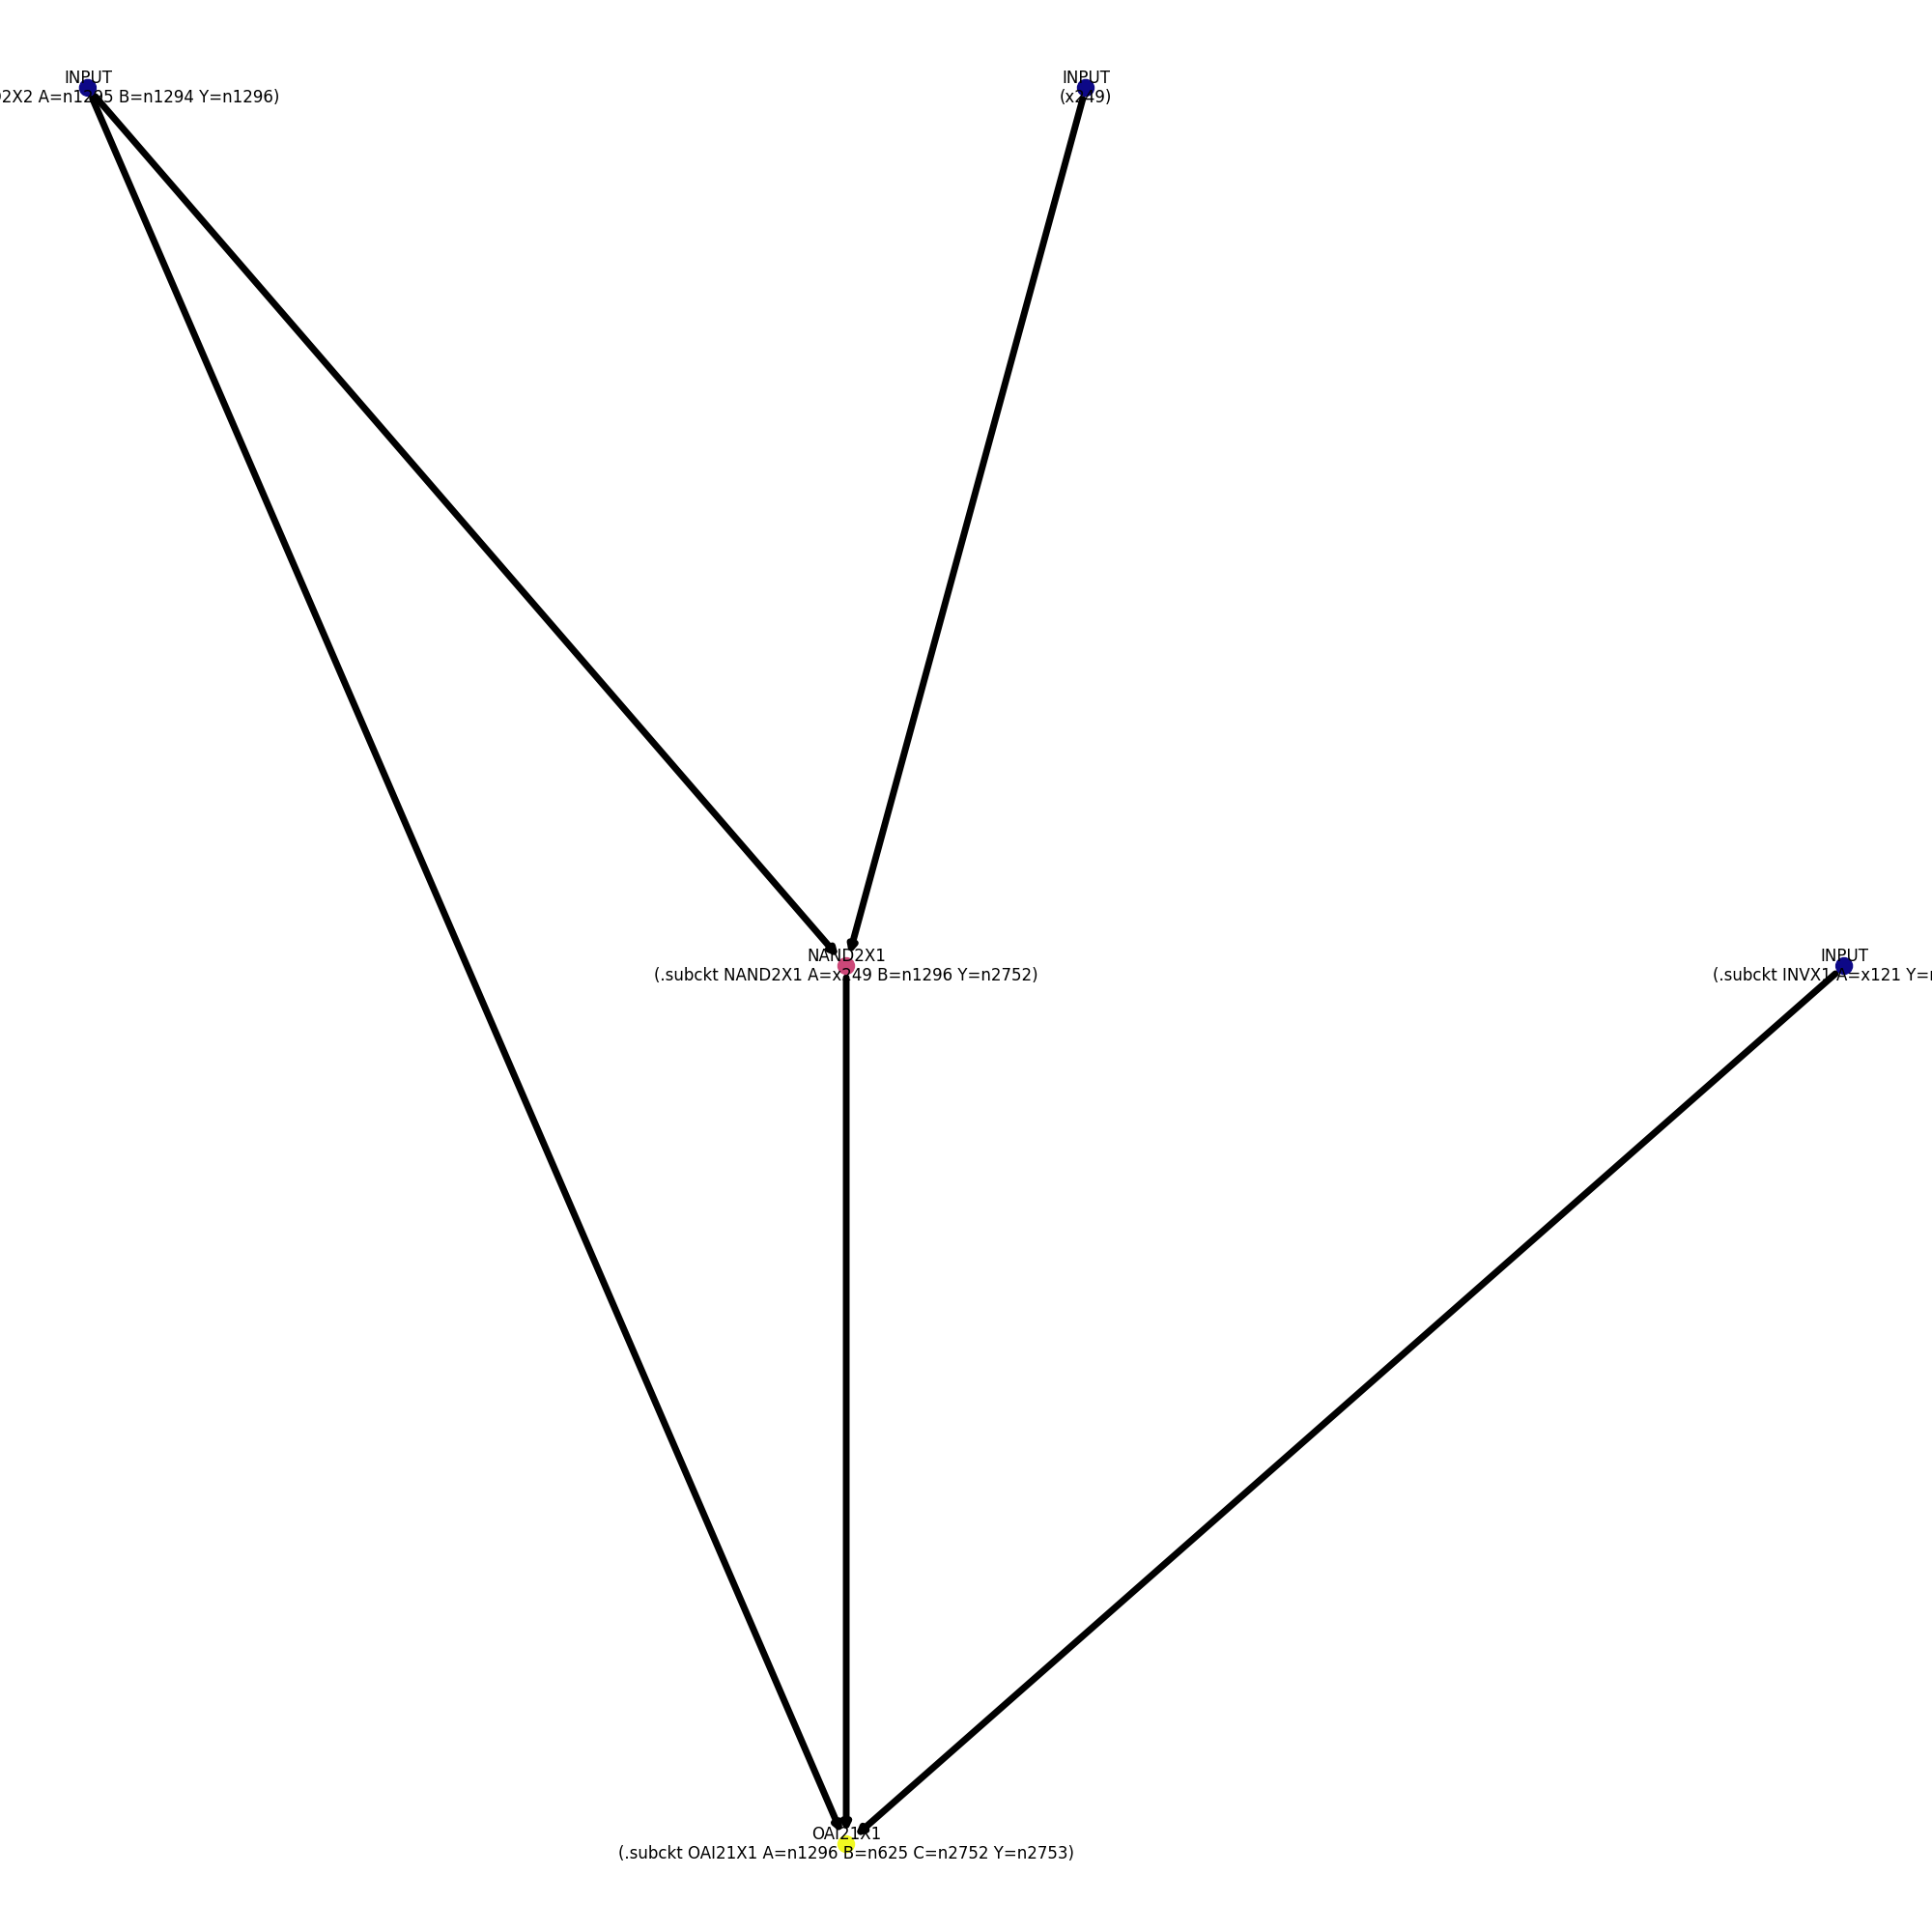 INPUT
2X2 A=n1295 B=n1294 Y=n1296)
INPUT
(x249)
NAND2X1
(.subckt NAND2X1 A=x249 B=n1296 Y=n2752)
INPUT
(.subckt INVX1 A=x121 Y=
OAI21X1
(.subckt OAI21X1 A=n1296 B=n625 C=n2752 Y=n2753)